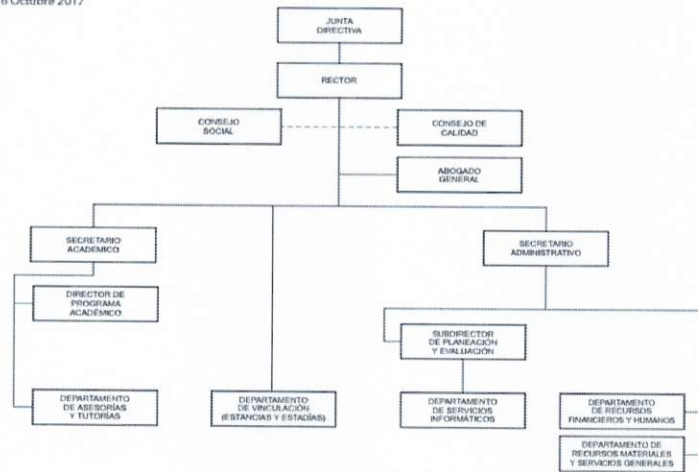 6 Octubre 2017
JUNTA
DIRECTIVA
RECTOR
CONSEJO
SOCIAL
CONSEJO DE
CALIDAD
ABOGADO
GENERAL
SECRETARIO
ACADÉMICO
SECRETARIO
ADMINISTRATIVO
DIRECTOR DE
PROGRAMA
ACADÉMICO
SUBDIRECTOR
DE PLANEACIÓN
Y EVALUACIÓN
DEPARTAMENTO
DE ASESORÍAS
Y TUTORÍAS
DEPARTAMENTO
DE VINCULACIÓN
(ESTANCIAS Y ESTADÍAS)
DEPARTAMENTO
DE SERVICIOS
INFORMÁTICOS
DEPARTAMENTO
DE RECURSOS
FINANCIEROS Y HUMANOS
DEPARTAMENTO DE
RECURSOS MATERIALES
Y SERVICIOS GENERALES